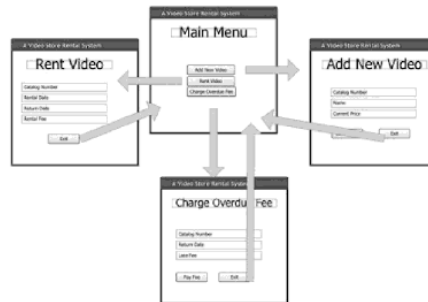 A Video Store Rental System
Main Menu
Add New Video
Rent Video
Charge Overdue Fee
A Video Store Rental System
Rent Video
Catalog Number
Rental Date
Return Date
Rental Fee
Exit
A Video Store Rental System
Add New Video
Catalog Number
Name
Current Price
Exit
A Video Store Rental System
Charge Overdue Fee
Catalog Number
Return Date
Late Fee
Pay Fee
Exit